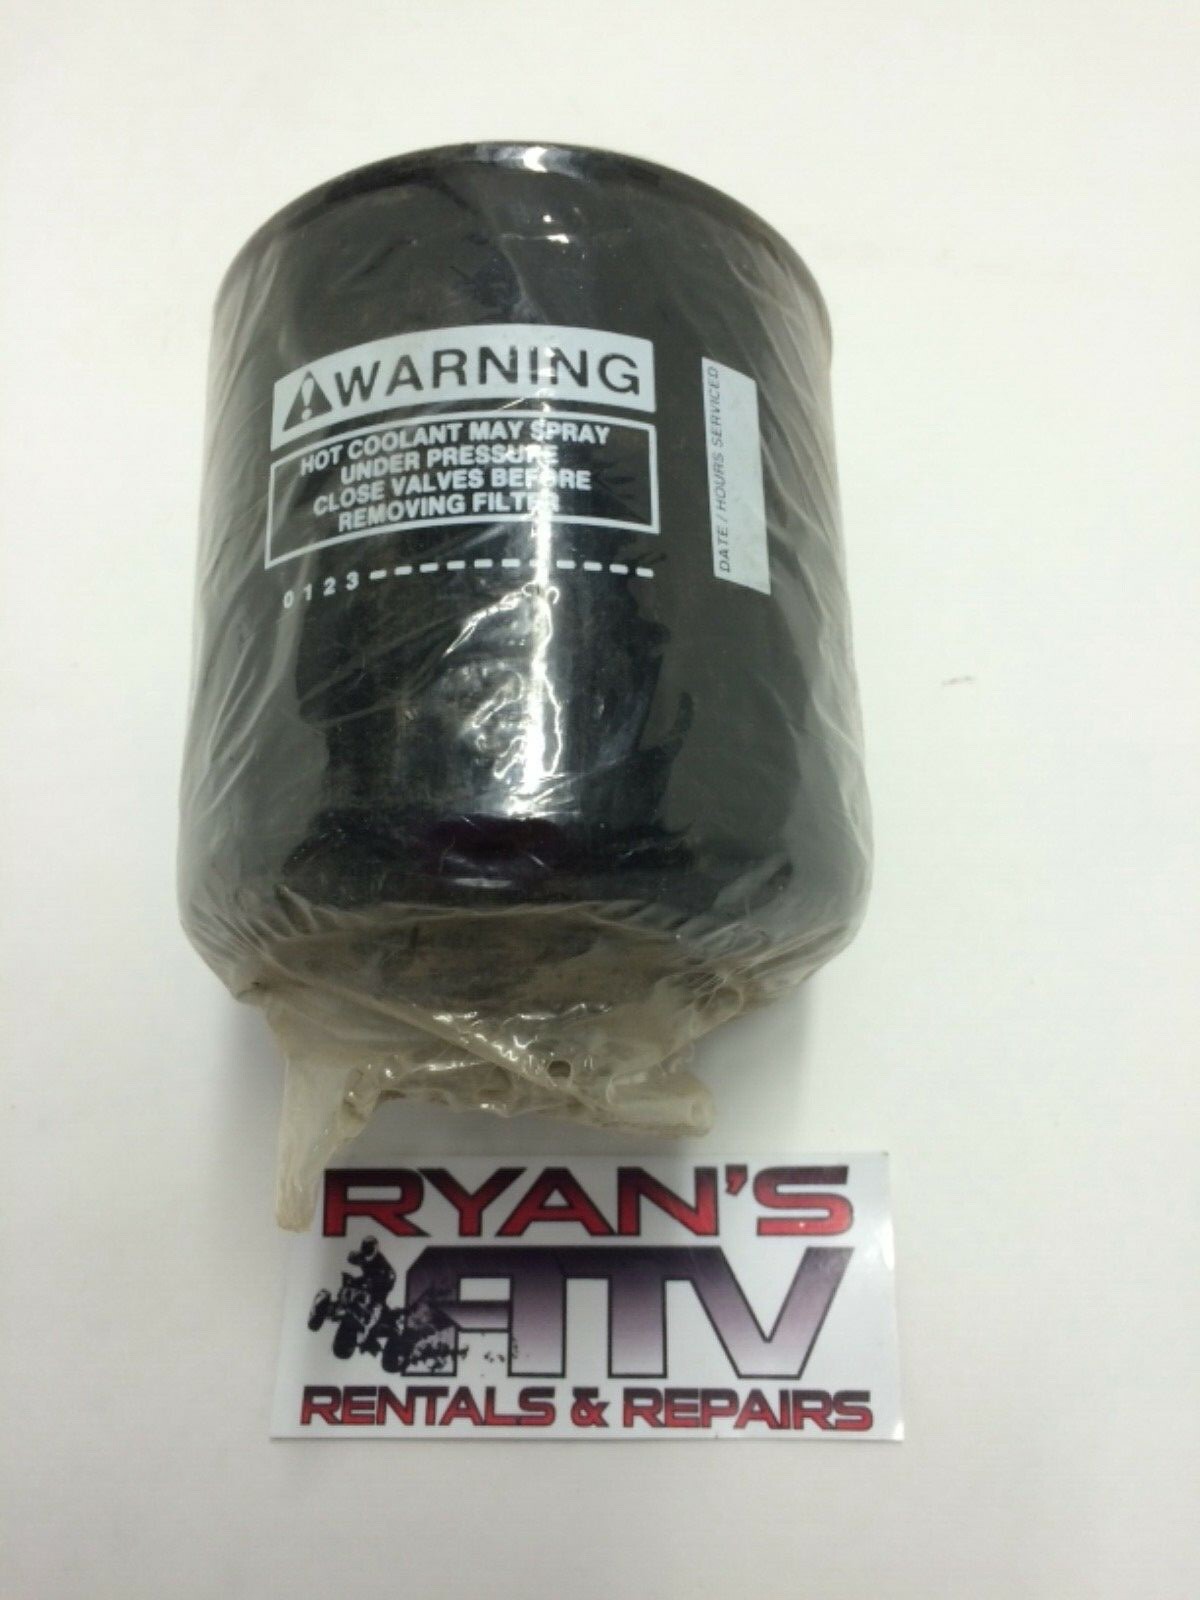 WARNING
HOT COOLANT MAY SPRAY
UNDER PRESSURE
CLOSE VALVES BEFORE
REMOVING FILTER
0 1 2 3
DATE / HOURS SERVICED
RYAN'S
ATV
RENTALS & REPAIRS